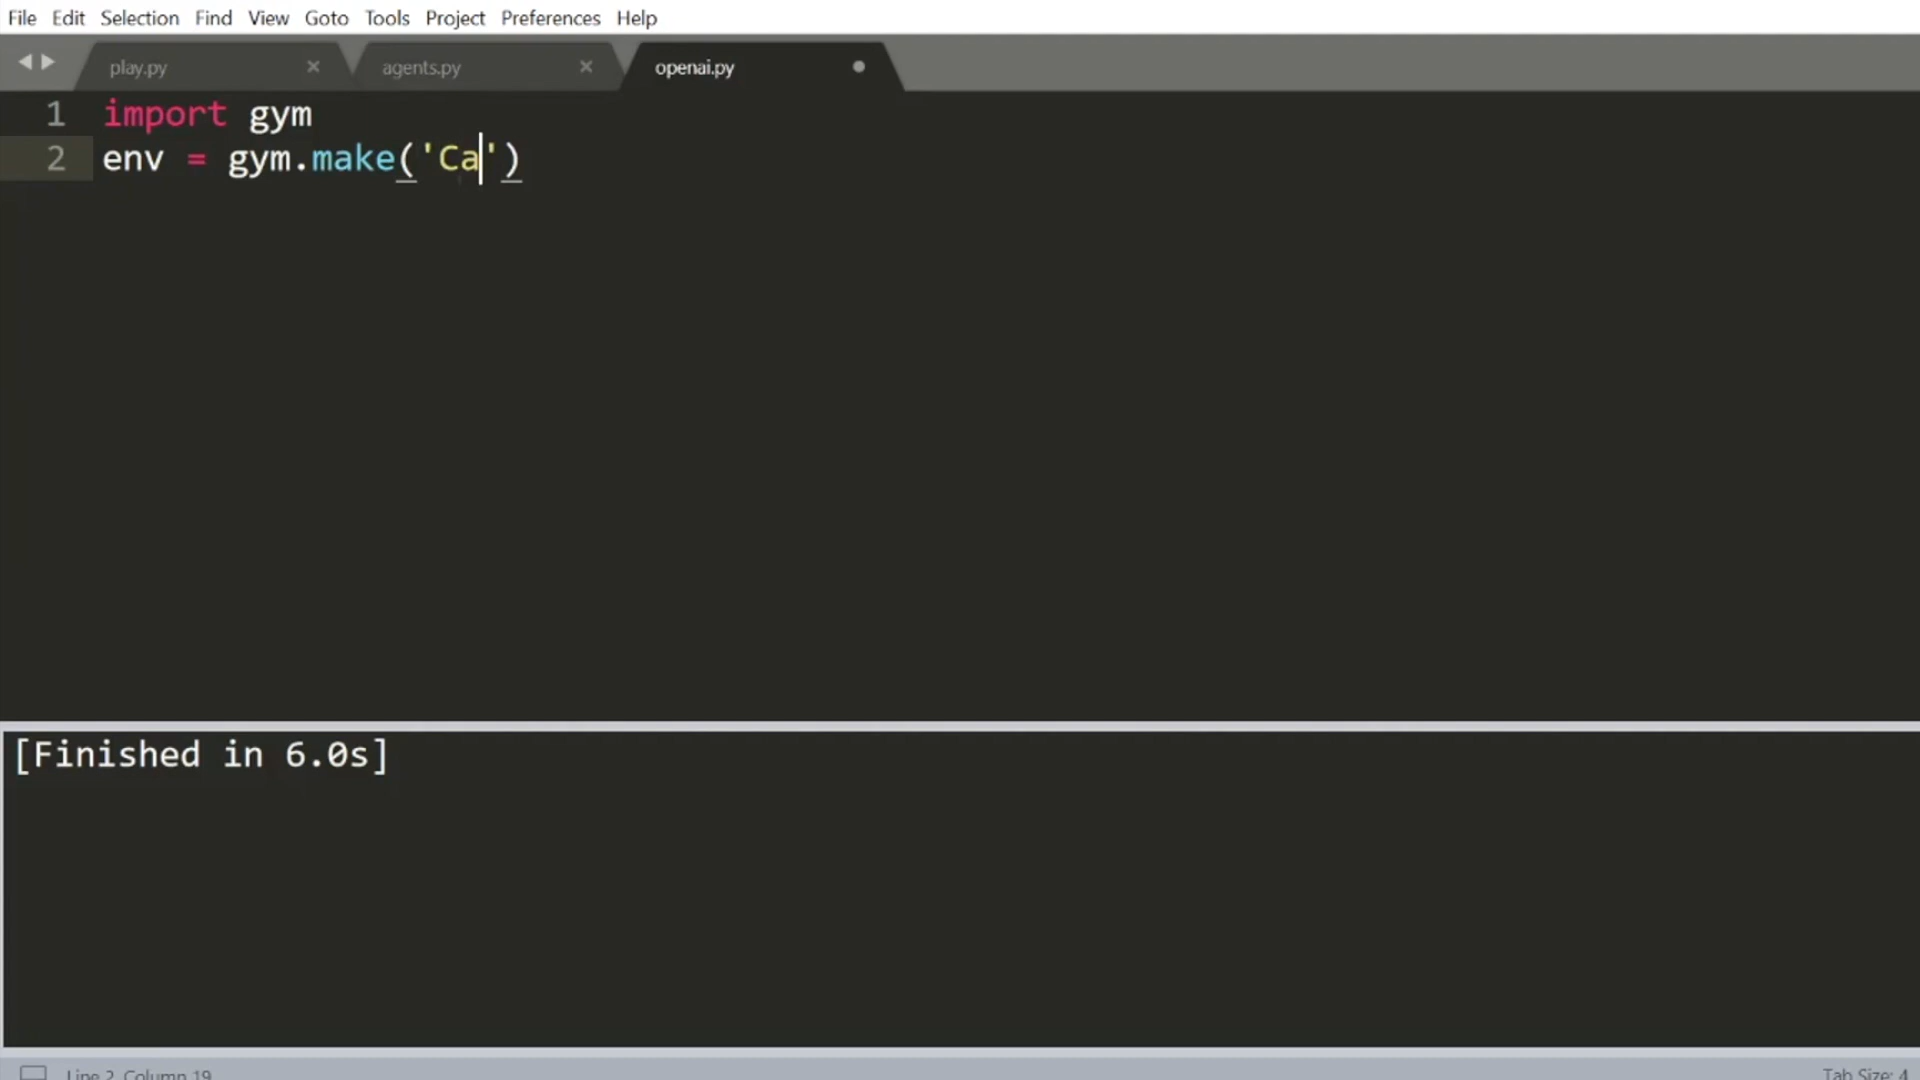 File Edit Selection Find View Goto Tools Project Preferences Help
play.py agents.py openai.py
1 import gym
2 env = gym.make('Ca')
[Finished in 6.0s]
Line 2, Column 19 Tab Size: 4